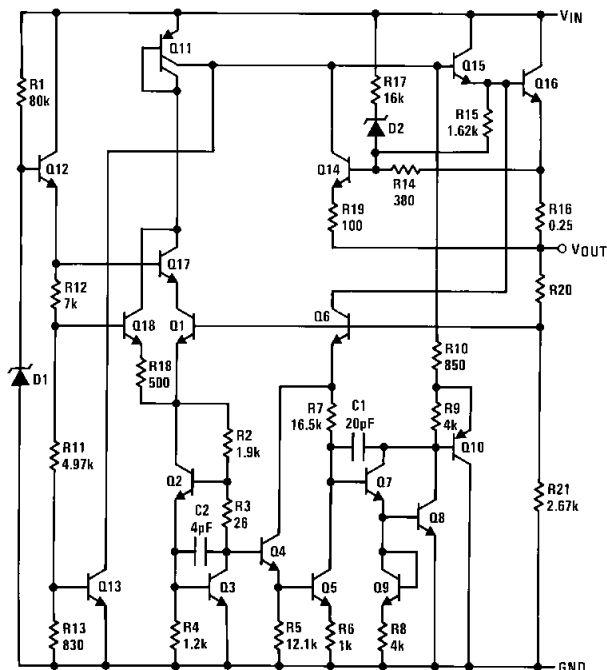 V_IN
Q11
R1
80k
Q15
Q16
R17
16k
R15
1.62k
D2
Q12
Q14
R14
380
R19
100
R16
0.25
V_OUT
Q17
R12
7k
Q18
Q1
Q6
R20
R18
500
R10
850
D1
R7
16.5k
C1
20pF
R9
4k
Q10
R2
1.9k
R11
4.97k
Q2
Q7
R3
26
Q8
R21
2.67k
C2
4pF
Q4
Q13
Q3
Q5
Q9
R13
830
R4
1.2k
R5
12.1k
R6
1k
R8
4k
GND